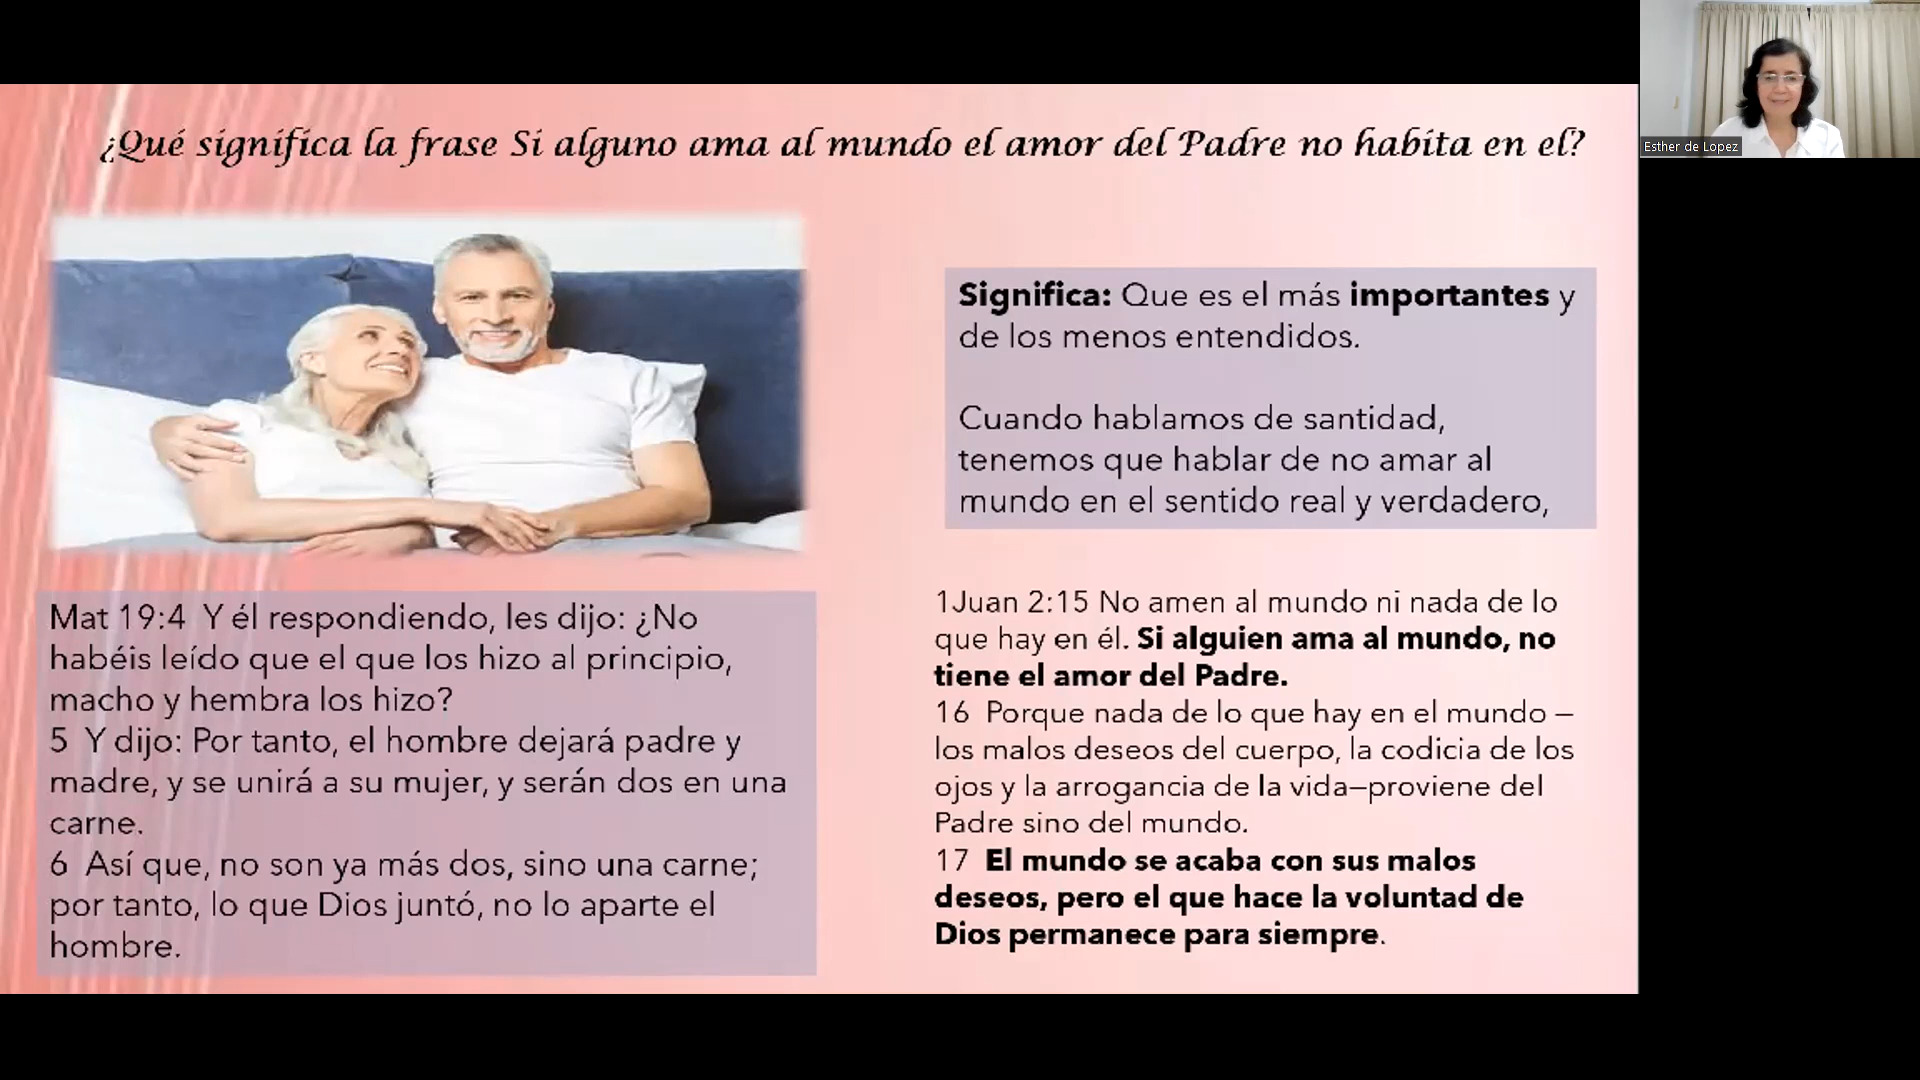 ¿Qué significa la frase Si alguno ama al mundo el amor del Padre no habita en el?
Significa: Que es el más importantes y
de los menos entendidos.
Cuando hablamos de santidad,
tenemos que hablar de no amar al
mundo en el sentido real y verdadero,
Mat 19:4 Y él respondiendo, les dijo: ¿No
habéis leído que el que los hizo al principio,
macho y hembra los hizo?
5 Y dijo: Por tanto, el hombre dejará padre y
madre, y se unirá a su mujer, y serán dos en una
carne.
6 Así que, no son ya más dos, sino una carne;
por tanto, lo que Dios juntó, no lo aparte el
hombre.
1Juan 2:15 No amen al mundo ni nada de lo
que hay en él. Si alguien ama al mundo, no
tiene el amor del Padre.
16 Porque nada de lo que hay en el mundo —
los malos deseos del cuerpo, la codicia de los
ojos y la arrogancia de la vida—proviene del
Padre sino del mundo.
17 El mundo se acaba con sus malos
deseos, pero el que hace la voluntad de
Dios permanece para siempre.
Esther de Lopez